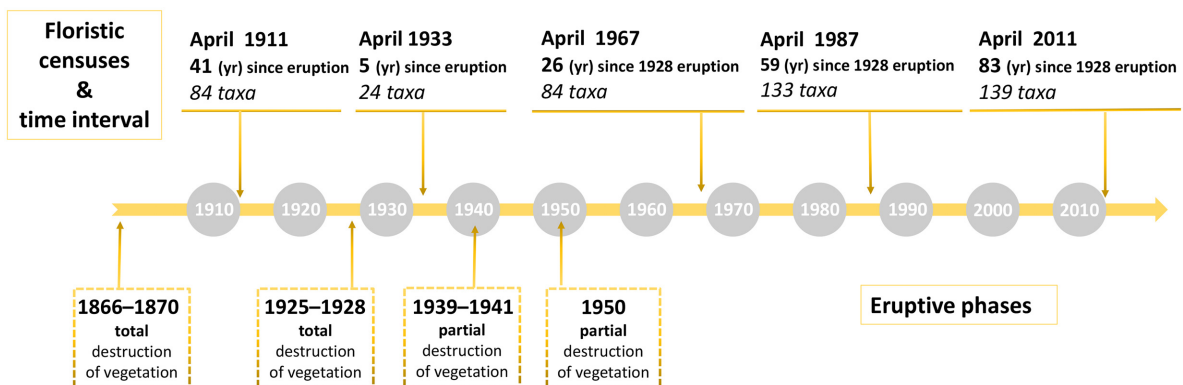 Floristic
censuses
&
time interval
April 1911
41 (yr) since eruption
84 taxa
April 1933
5 (yr) since eruption
24 taxa
April 1967
26 (yr) since 1928 eruption
84 taxa
April 1987
59 (yr) since 1928 eruption
133 taxa
April 2011
83 (yr) since 1928 eruption
139 taxa
1910 1920 1930 1940 1950 1960 1970 1980 1990 2000 2010
1866–1870
total
destruction
of vegetation
1925–1928
total
destruction
of vegetation
1939–1941
partial
destruction
of vegetation
1950
partial
destruction
of vegetation
Eruptive phases